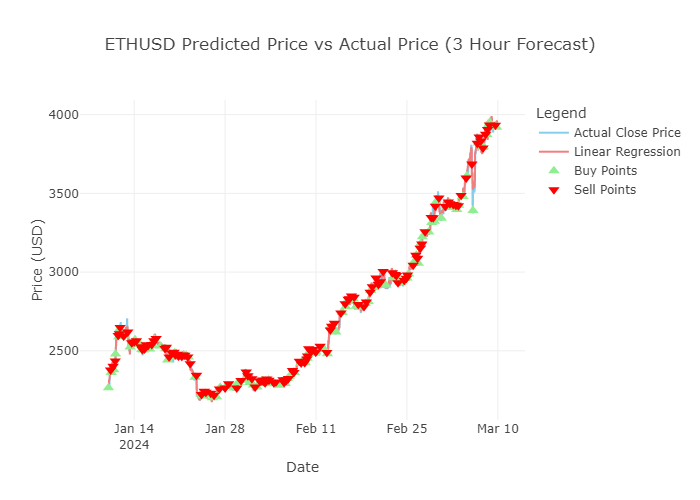 ETHUSD Predicted Price vs Actual Price (3 Hour Forecast)
Legend
Actual Close Price
Linear Regression
Buy Points
Sell Points
Price (USD)
4000
3500
3000
2500
Jan 14
2024
Jan 28
Feb 11
Feb 25
Mar 10
Date